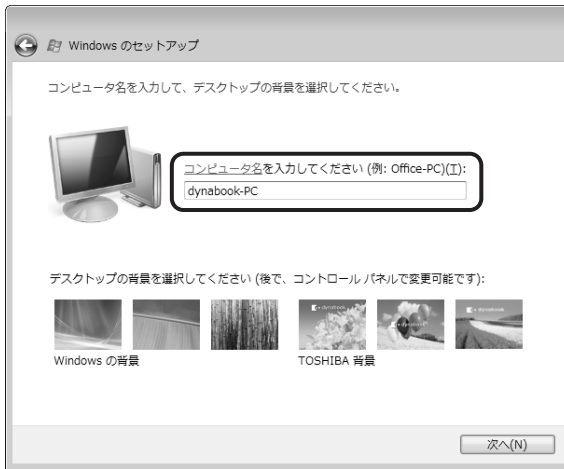 Windows のセットアップ
コンピュータ名を入力して、デスクトップの背景を選択してください。
コンピュータ名を入力してください (例: Office-PC)(T):
dynabook-PC
デスクトップの背景を選択してください (後で、コントロール パネルで変更可能です):
dynabook
dynabook
dynabook
Windows の背景
TOSHIBA 背景
次へ(N)